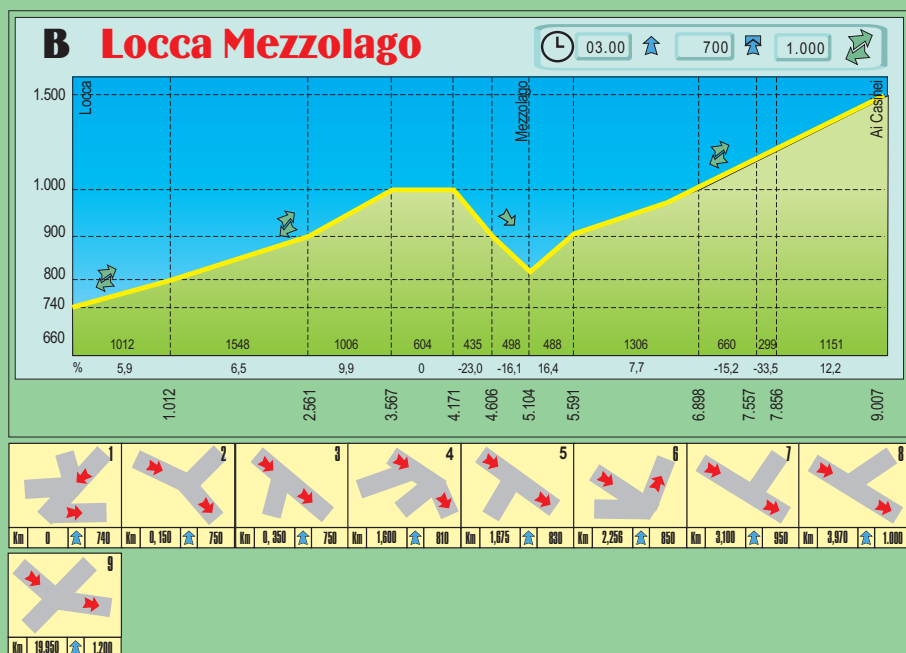 B Locca Mezzolago 03.00 700 1.000
Locca
Mezzolago
Ai Casinei
1.500
1.000
900
800
740
660
1012 1548 1006 604 435 498 488 1306 660 299 1151
% 5,9 6,5 9,9 0 -23,0 -16,1 16,4 7,7 -15,2 -33,5 12,2
1.012 2.561 3.567 4.171 4.606 5.104 5.591 6.898 7.557 7.856 9.007
1 2 3 4 5 6 7 8
Km 0 740 Km 0,150 750 Km 0,350 750 Km 1,600 810 Km 1,675 830 Km 2,256 850 Km 3,100 950 Km 3,970 1.000
9
Km 19,950 1.200